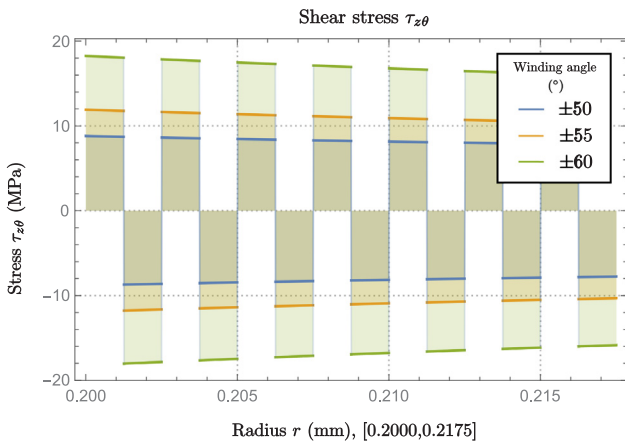 Shear stress τzθ
20
10
0
−10
−20
Stress τzθ (MPa)
Winding angle
(°)
±50
±55
±60
0.200 0.205 0.210 0.215
Radius r (mm), [0.2000,0.2175]